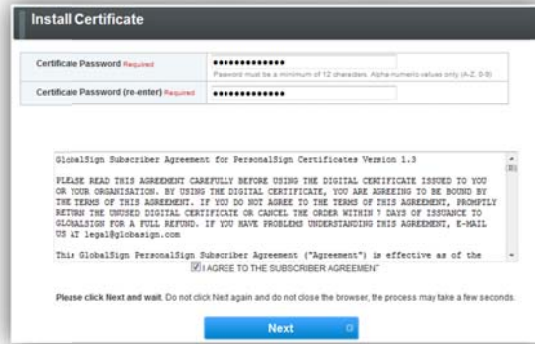 Install Certificate
Certificate Password Required
Password must be a minimum of 12 characters. Alpha-numeric values only (A-Z, 0-9)
Certificate Password (re-enter) Required
GlobalSign Subscriber Agreement for PersonalSign Certificates Version 1.3
PLEASE READ THIS AGREEMENT CAREFULLY BEFORE USING THE DIGITAL CERTIFICATE ISSUED TO YOU
OR YOUR ORGANISATION. BY USING THE DIGITAL CERTIFICATE, YOU ARE AGREEING TO BE BOUND BY
THE TERMS OF THIS AGREEMENT. IF YOU DO NOT AGREE TO THE TERMS OF THIS AGREEMENT, PROMPTLY
RETURN THE UNUSED DIGITAL CERTIFICATE OR CANCEL THE ORDER WITHIN 7 DAYS OF ISSUANCE TO
GLOBALSIGN FOR A FULL REFUND. IF YOU HAVE PROBLEMS UNDERSTANDING THIS AGREEMENT, E-MAIL
US AT legal@globasign.com
This GlobalSign PersonalSign Subscriber Agreement ("Agreement") is effective as of the
I AGREE TO THE SUBSCRIBER AGREEMENT
Please click Next and wait. Do not click Next again and do not close the browser, the process may take a few seconds.
Next